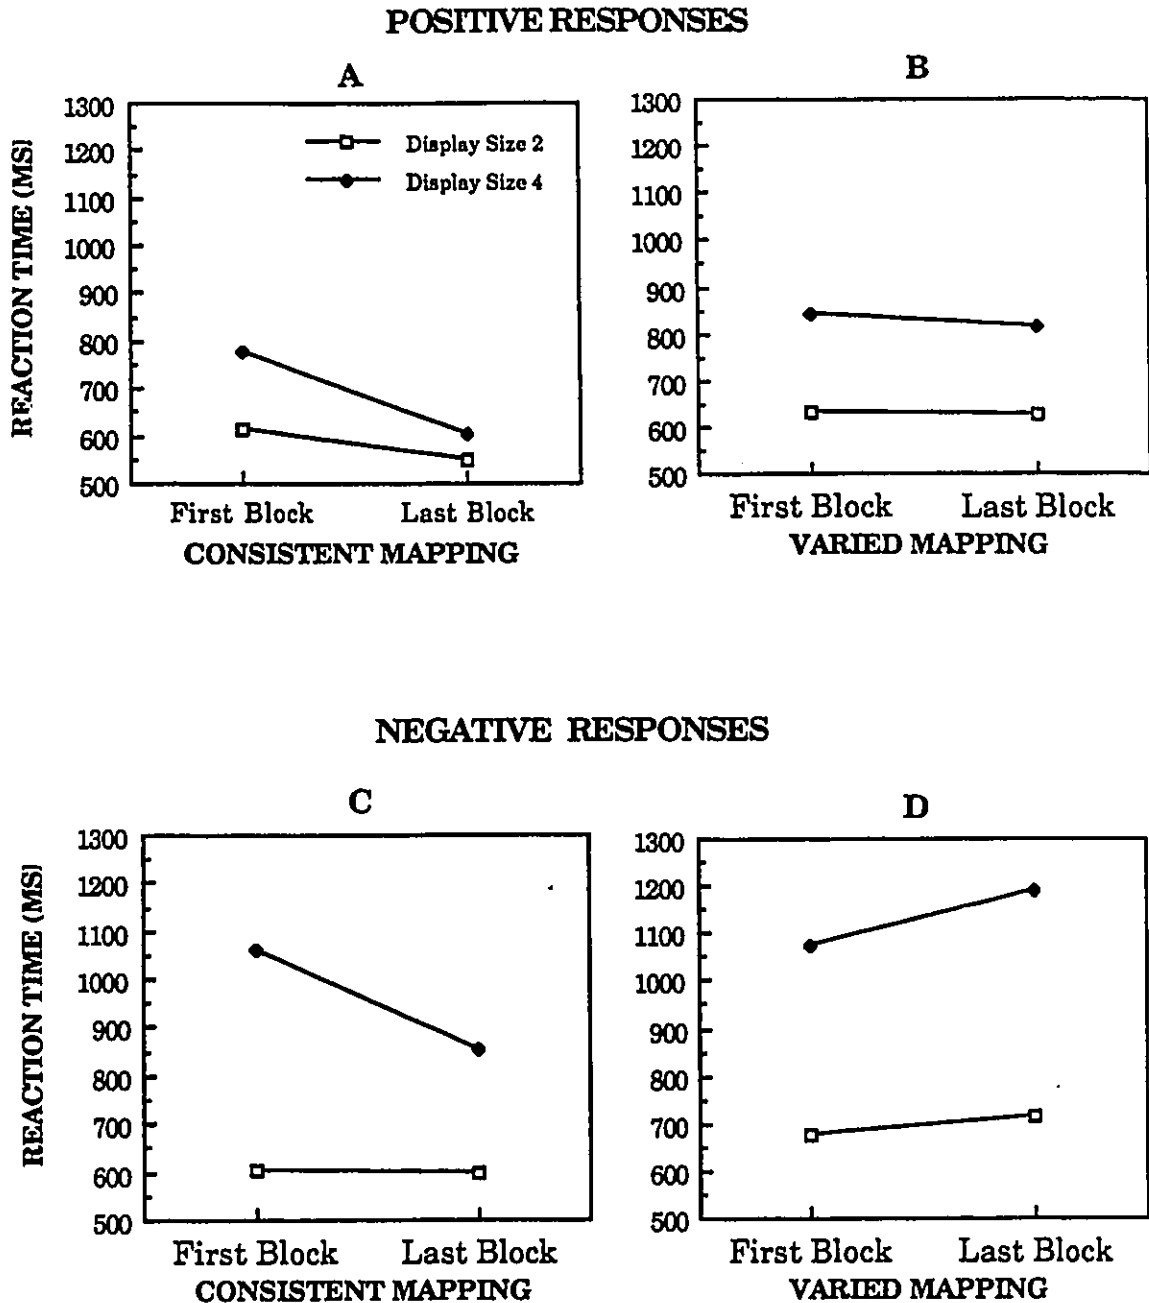 POSITIVE RESPONSES
A
REACTION TIME (MS)
1300
1200
1100
1000
900
800
700
600
500
Display Size 2
Display Size 4
First Block Last Block
CONSISTENT MAPPING
B
1300
1200
1100
1000
900
800
700
600
500
First Block Last Block
VARIED MAPPING
NEGATIVE RESPONSES
C
REACTION TIME (MS)
1300
1200
1100
1000
900
800
700
600
500
First Block Last Block
CONSISTENT MAPPING
D
1300
1200
1100
1000
900
800
700
600
500
First Block Last Block
VARIED MAPPING